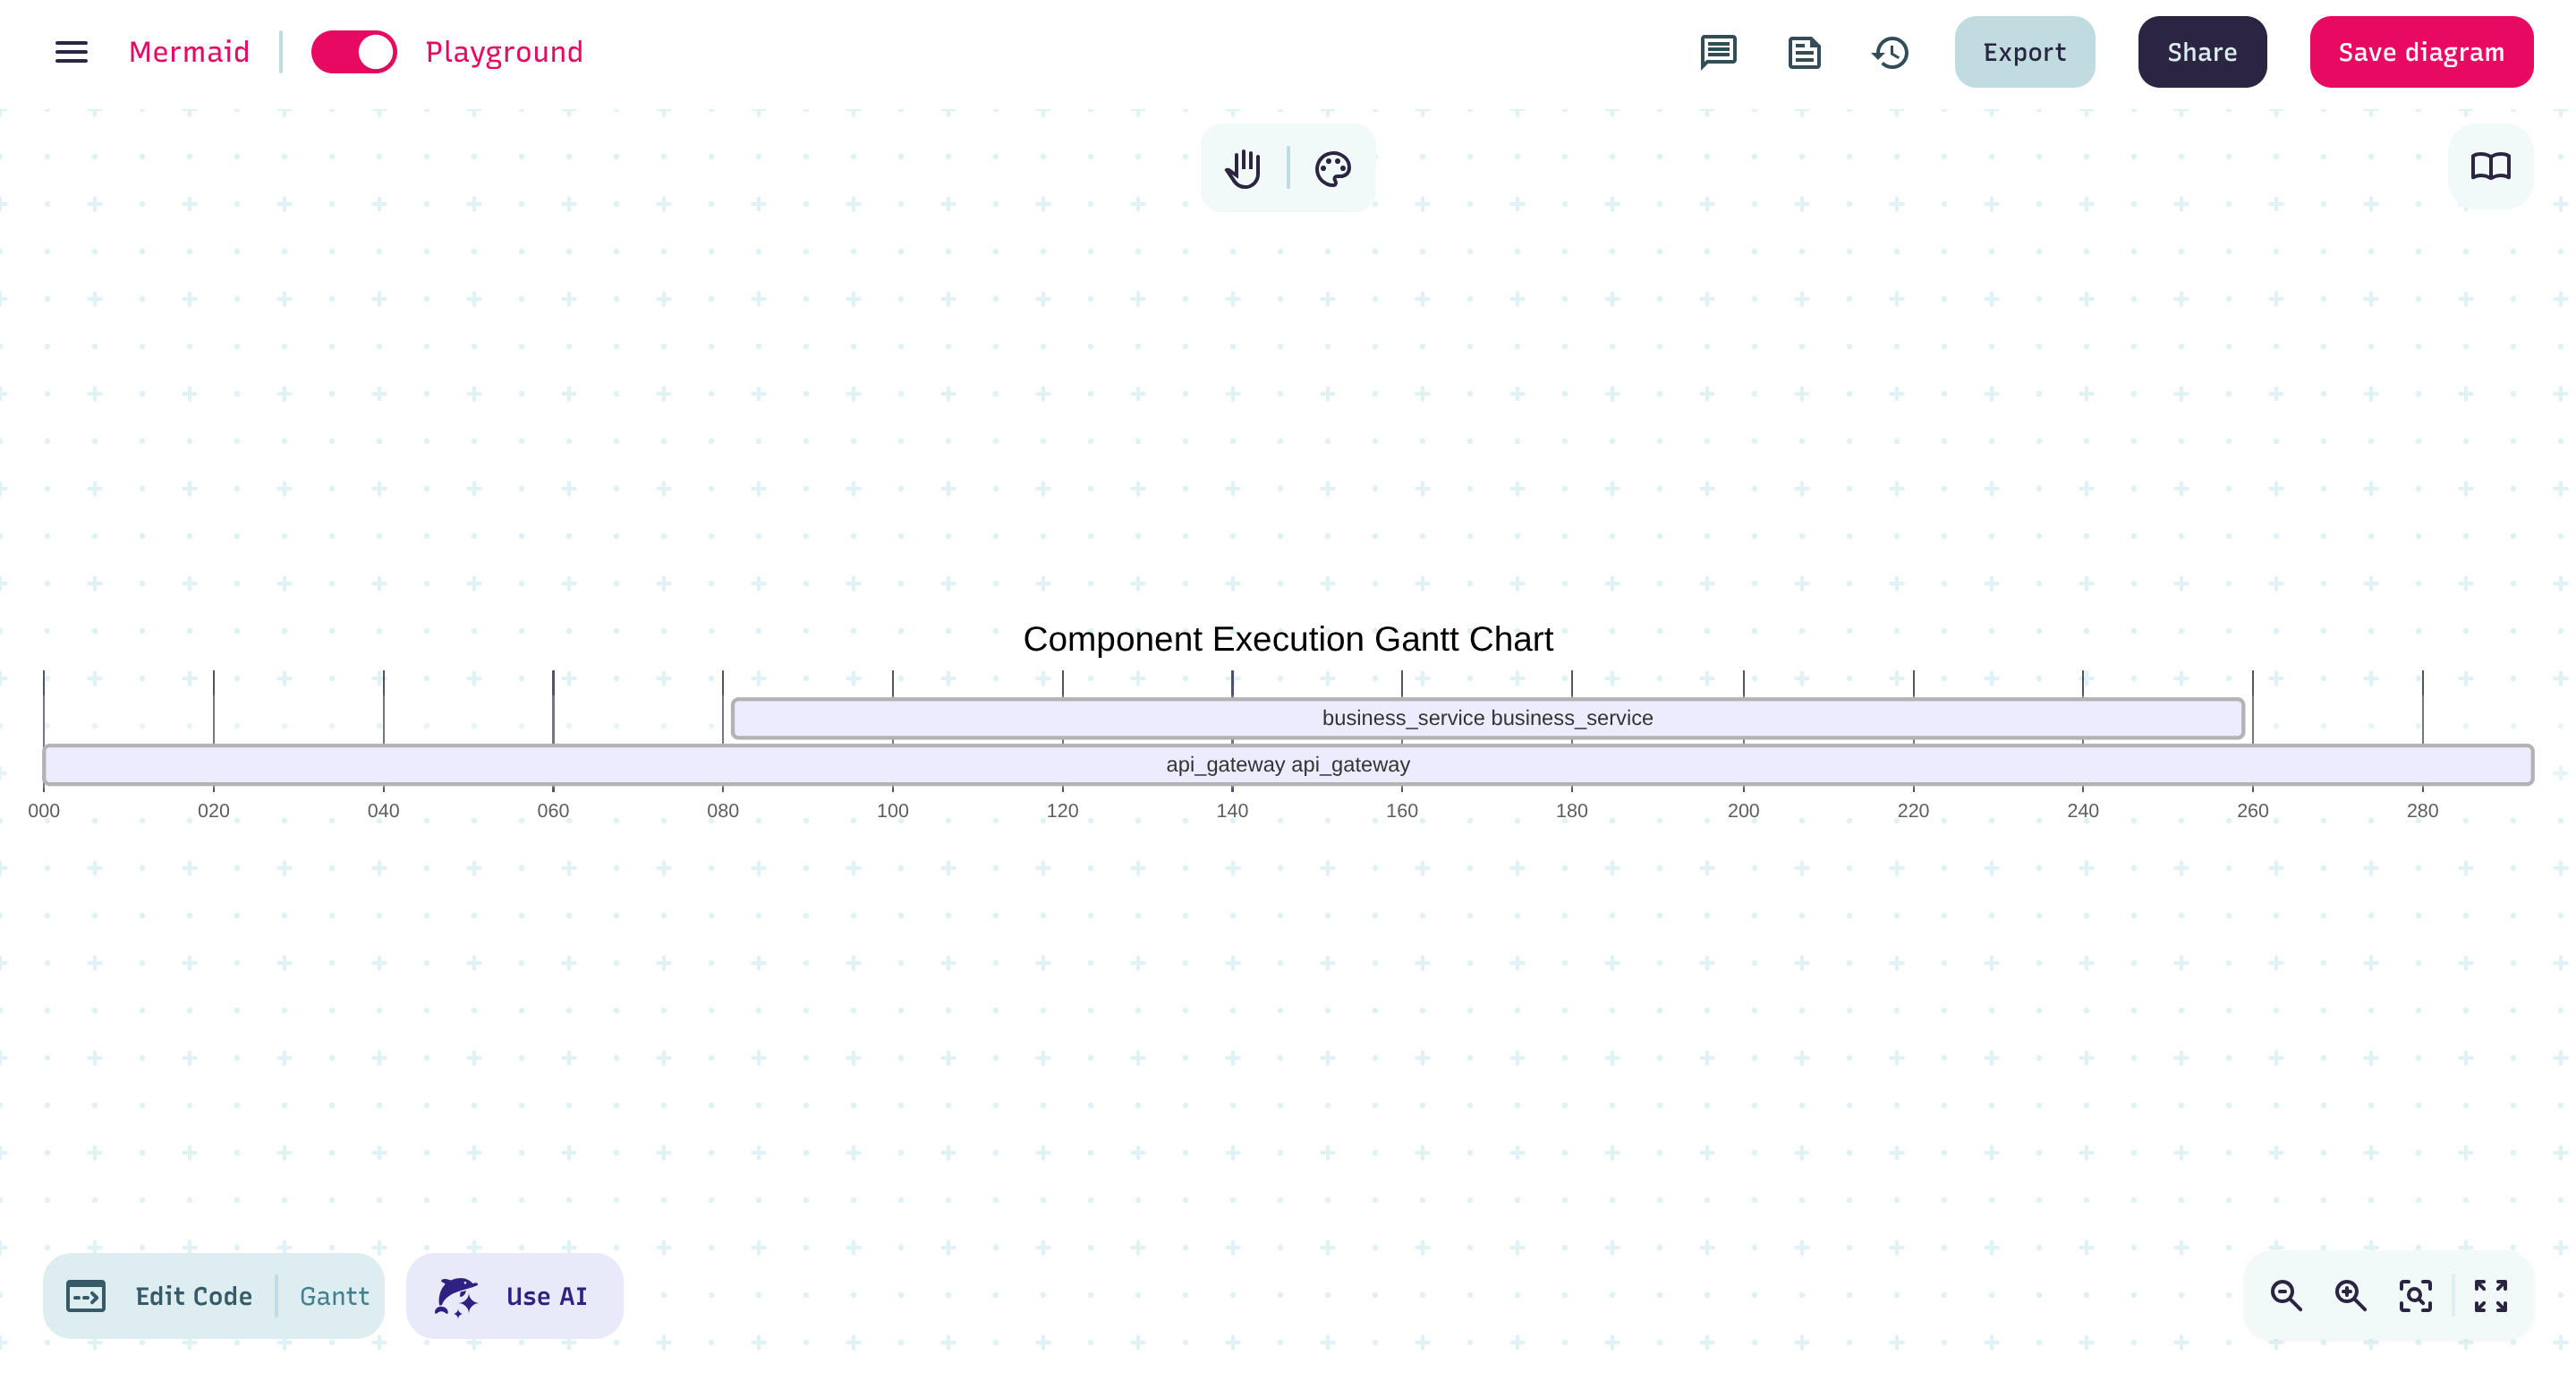 Mermaid Playground Export Share Save diagram
Component Execution Gantt Chart
business_service business_service
api_gateway api_gateway
000 020 040 060 080 100 120 140 160 180 200 220 240 260 280
Edit Code Gantt Use AI